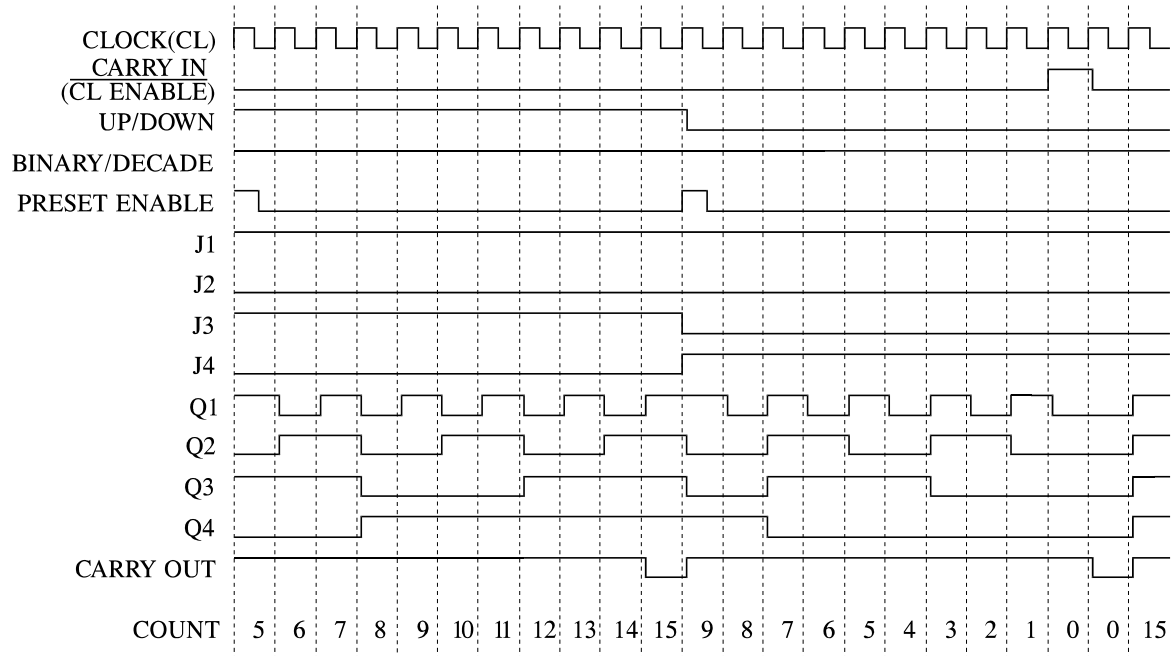 CLOCK(CL)
CARRY IN
(CL ENABLE)
UP/DOWN
BINARY/DECADE
PRESET ENABLE
J1
J2
J3
J4
Q1
Q2
Q3
Q4
CARRY OUT
COUNT 5 6 7 8 9 10 11 12 13 14 15 9 8 7 6 5 4 3 2 1 0 0 15